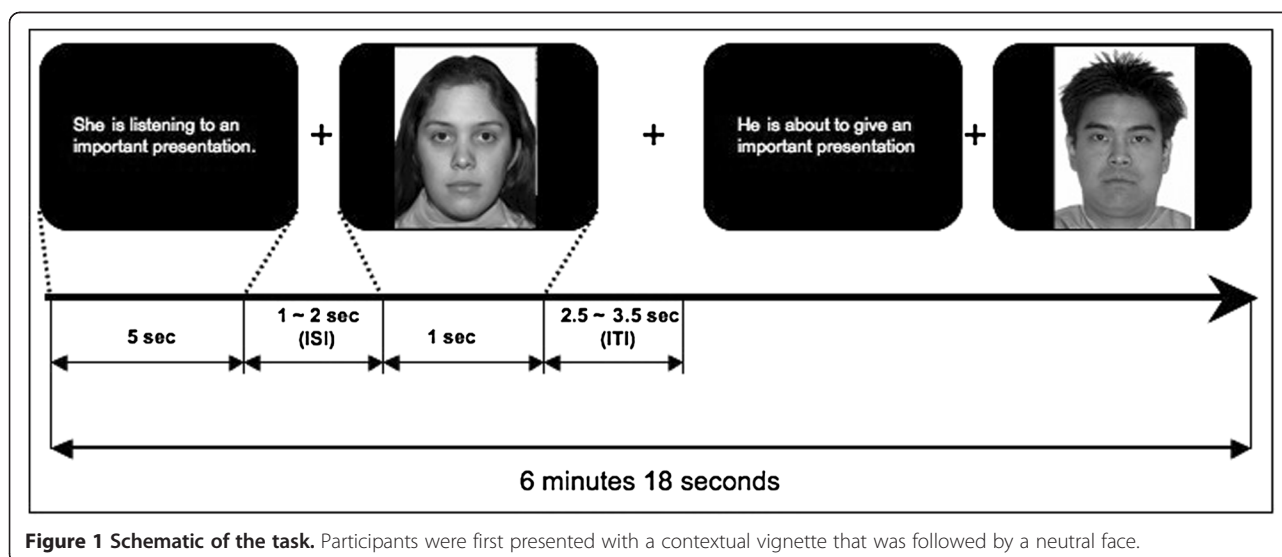 She is listening to an
important presentation.
+
+
He is about to give an
important presentation
+
5 sec
1 ~ 2 sec
(ISI)
1 sec
2.5 ~ 3.5 sec
(ITI)
6 minutes 18 seconds
Figure 1 Schematic of the task. Participants were first presented with a contextual vignette that was followed by a neutral face.